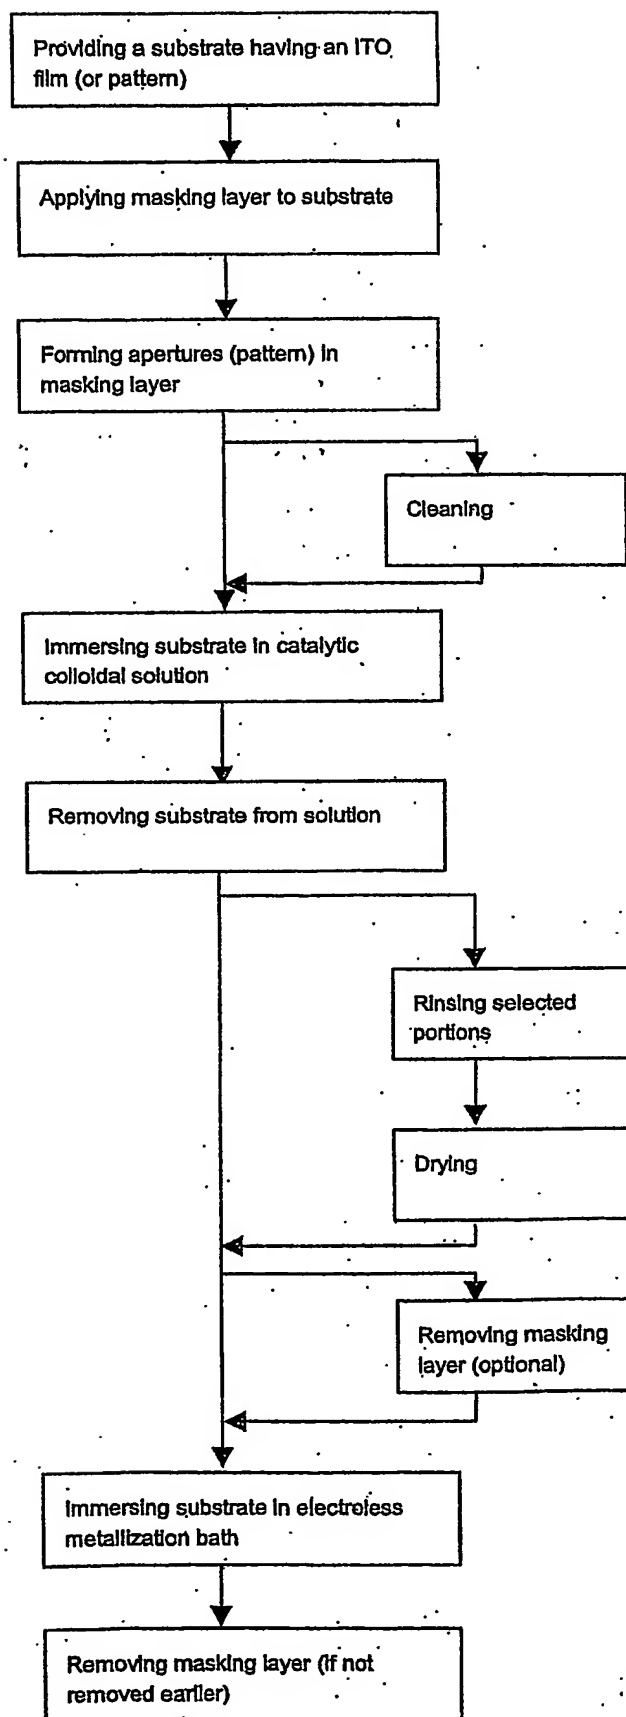 Providing a substrate having an ITO
film (or pattern)
Applying masking layer to substrate
Forming apertures (pattern) in
masking layer
Cleaning
Immersing substrate in catalytic
colloidal solution
Removing substrate from solution
Rinsing selected
portions
Drying
Removing masking
layer (optional)
Immersing substrate in electroless
metallization bath
Removing masking layer (if not
removed earlier)